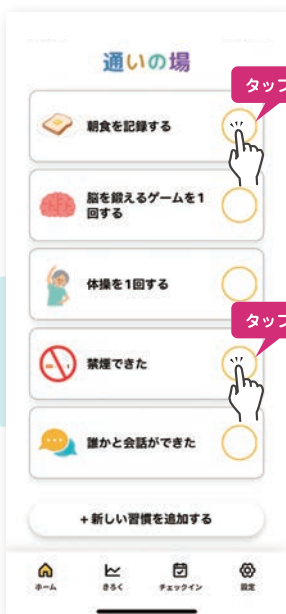 通いの場
タップ
朝食を記録する
脳を鍛えるゲームを1
回する
体操を1回する
タップ
禁煙できた
誰かと会話ができた
+新しい習慣を追加する
ホーム
きろく
チェックイン
設定